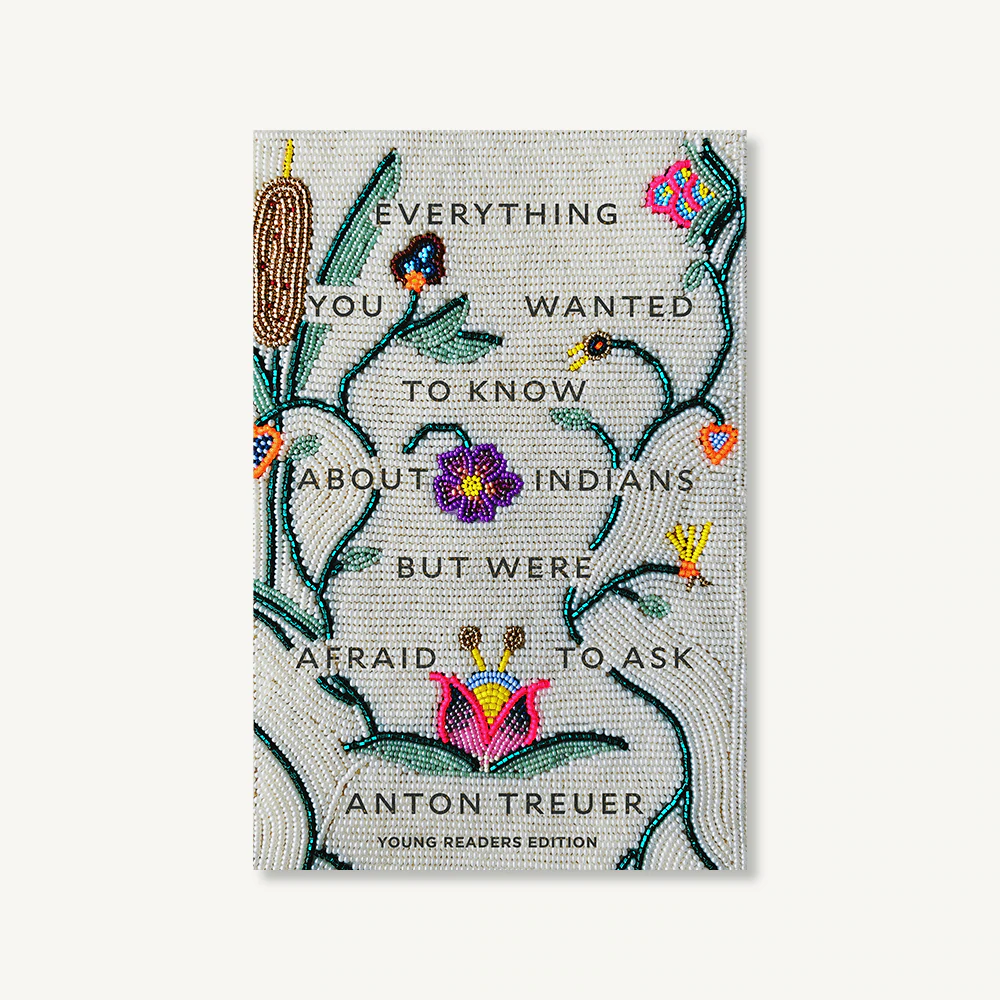 EVERYTHING
YOU WANTED
TO KNOW
ABOUT INDIANS
BUT WERE
AFRAID TO ASK
ANTON TREUER
YOUNG READERS EDITION